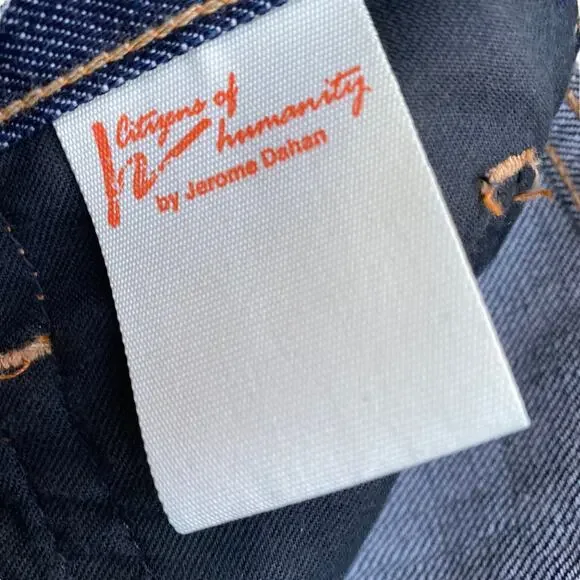 Citizens of
humanity
by Jerome Dahan